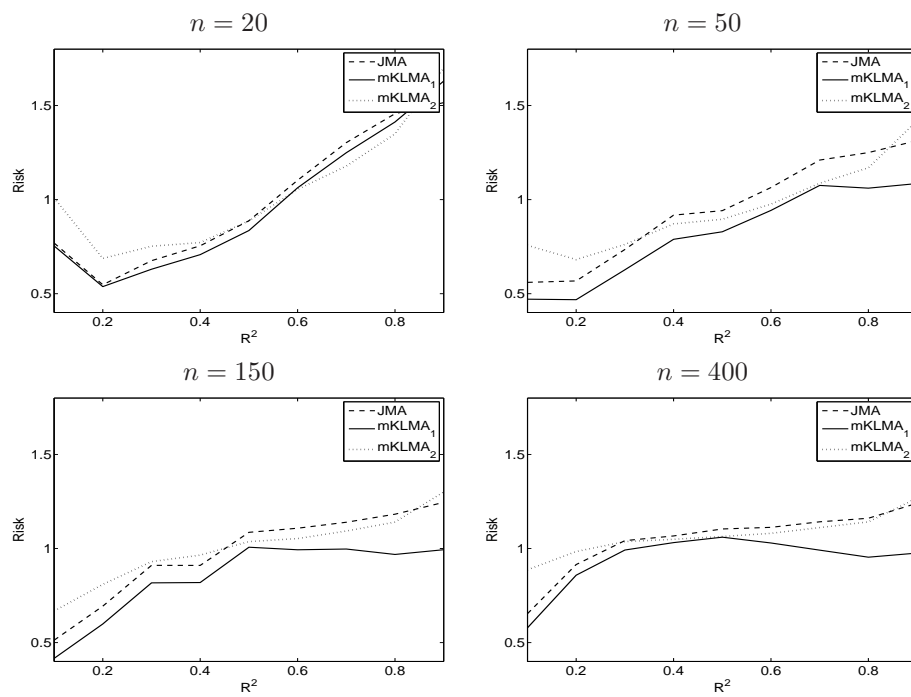 n = 20
JMA
mKLMA₁
mKLMA₂
1.5
1
0.5
Risk
0.2 0.4 0.6 0.8
R²
n = 50
JMA
mKLMA₁
mKLMA₂
1.5
1
0.5
Risk
0.2 0.4 0.6 0.8
R²
n = 150
JMA
mKLMA₁
mKLMA₂
1.5
1
0.5
Risk
0.2 0.4 0.6 0.8
R²
n = 400
JMA
mKLMA₁
mKLMA₂
1.5
1
0.5
Risk
0.2 0.4 0.6 0.8
R²